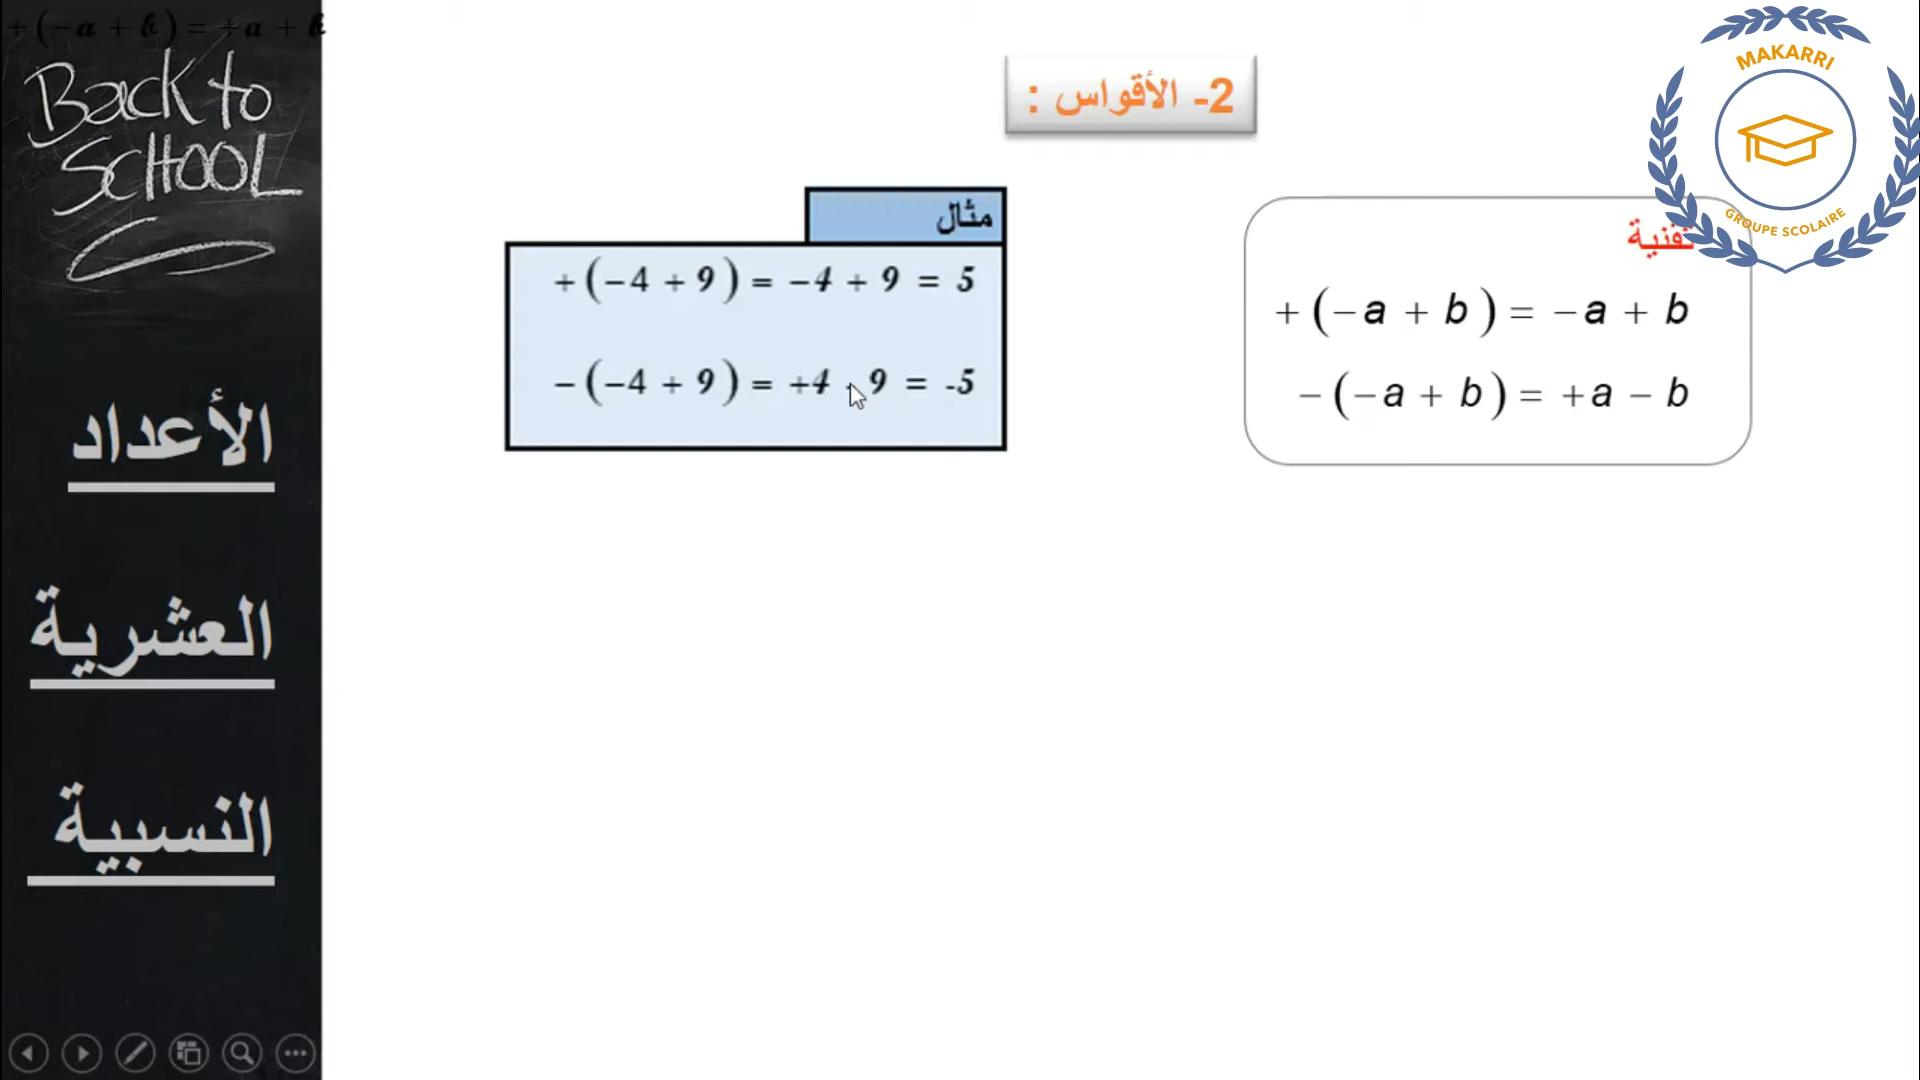 +(-a + b) = +a + b
Back to
SCHOOL
الأعداد
العشرية
النسبية
2- الأقواس :
مثال
+(−4 + 9) = −4 + 9 = 5
−(−4 + 9) = +4 - 9 = -5
MAKARRI
GROUPE SCOLAIRE
تقنية
+(−a + b) = −a + b
−(−a + b) = +a − b